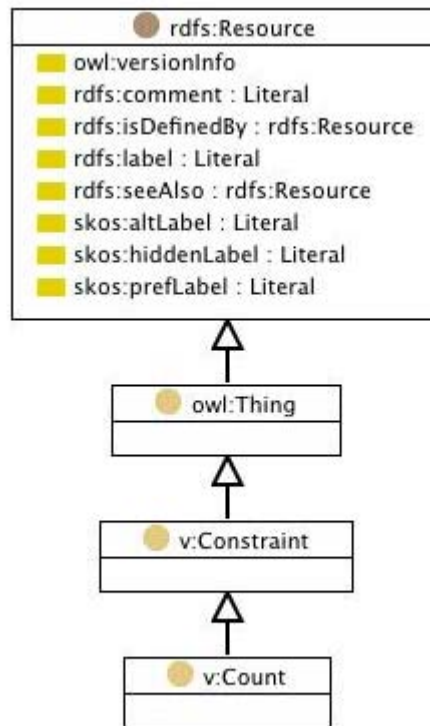 rdfs:Resource
owl:versionInfo
rdfs:comment : Literal
rdfs:isDefinedBy : rdfs:Resource
rdfs:label : Literal
rdfs:seeAlso : rdfs:Resource
skos:altLabel : Literal
skos:hiddenLabel : Literal
skos:prefLabel : Literal
owl:Thing
v:Constraint
v:Count